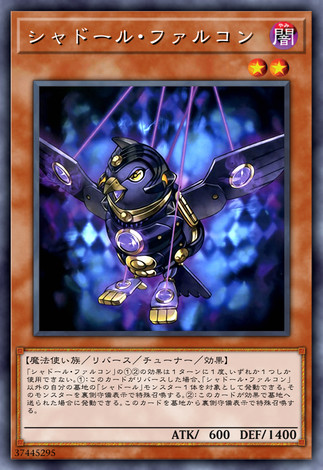 シャドール・ファルコン
闇
やみ
【魔法使い族／リバース／チューナー／効果】
「シャドール・ファルコン」の①②の効果は1ターンに1度、いずれか1つしか
使用できない。①：このカードがリバースした場合、「シャドール・ファルコン」
以外の自分の墓地の「シャドール」モンスター1体を対象として発動できる。そ
のモンスターを裏側守備表示で特殊召喚する。②：このカードが効果で墓地へ
送られた場合に発動できる。このカードを墓地から裏側守備表示で特殊召喚する。
ATK/ 600 DEF/1400
37445295